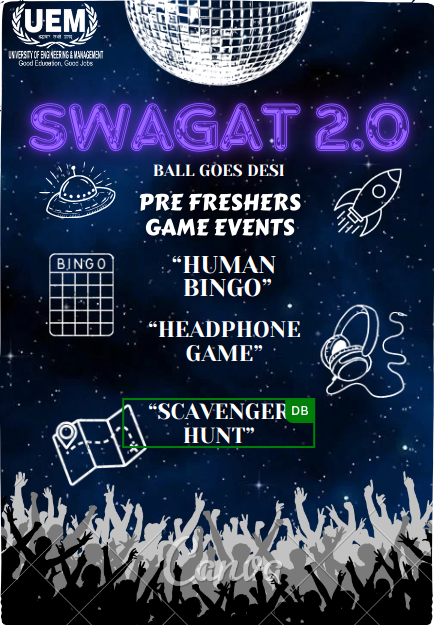 UEM
UNIVERSITY OF ENGINEERING & MANAGEMENT
Good Education, Good Jobs
SWAGAT 2.0
BALL GOES DESI
PRE FRESHERS
GAME EVENTS
“HUMAN
BINGO”
BINGO
“HEADPHONE
GAME”
“SCAVENGER
DB
HUNT”
Canva